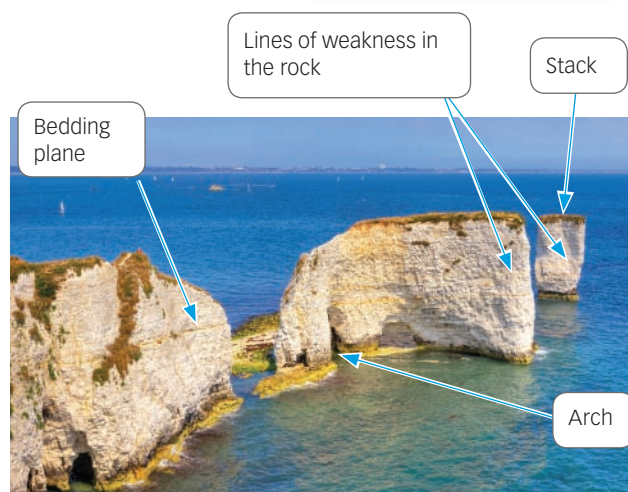 Lines of weakness in
the rock
Stack
Bedding
plane
Arch